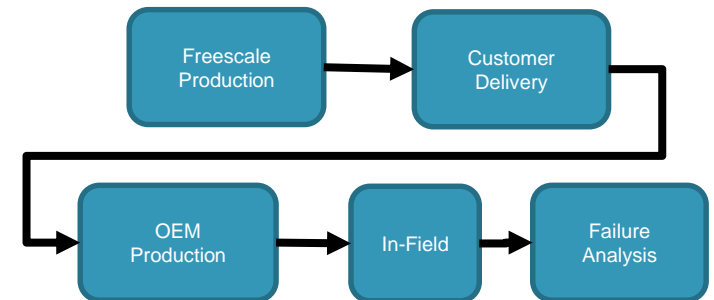 Freescale
Production
Customer
Delivery
OEM
Production
In-Field
Failure
Analysis